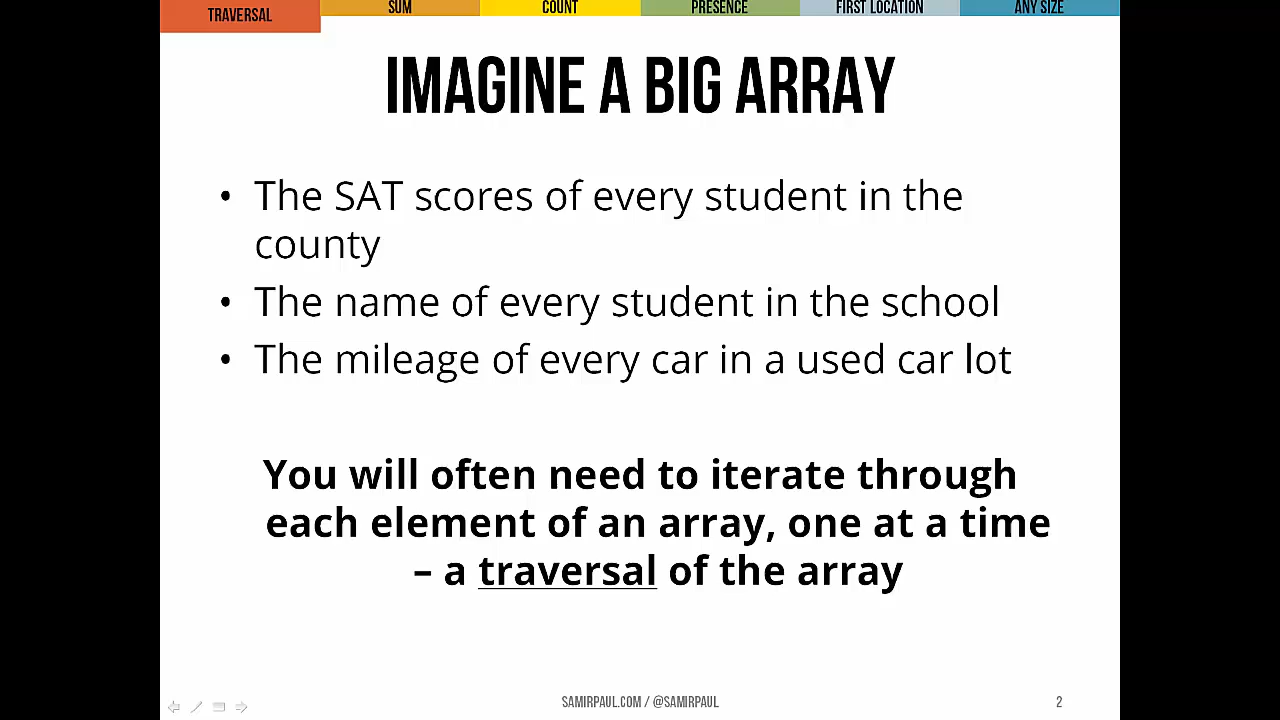 TRAVERSAL
SUM
COUNT
PRESENCE
FIRST LOCATION
ANY SIZE
IMAGINE A BIG ARRAY
• The SAT scores of every student in the
county
• The name of every student in the school
• The mileage of every car in a used car lot
You will often need to iterate through
each element of an array, one at a time
– a traversal of the array
SAMIRPAUL.COM / @SAMIRPAUL
2